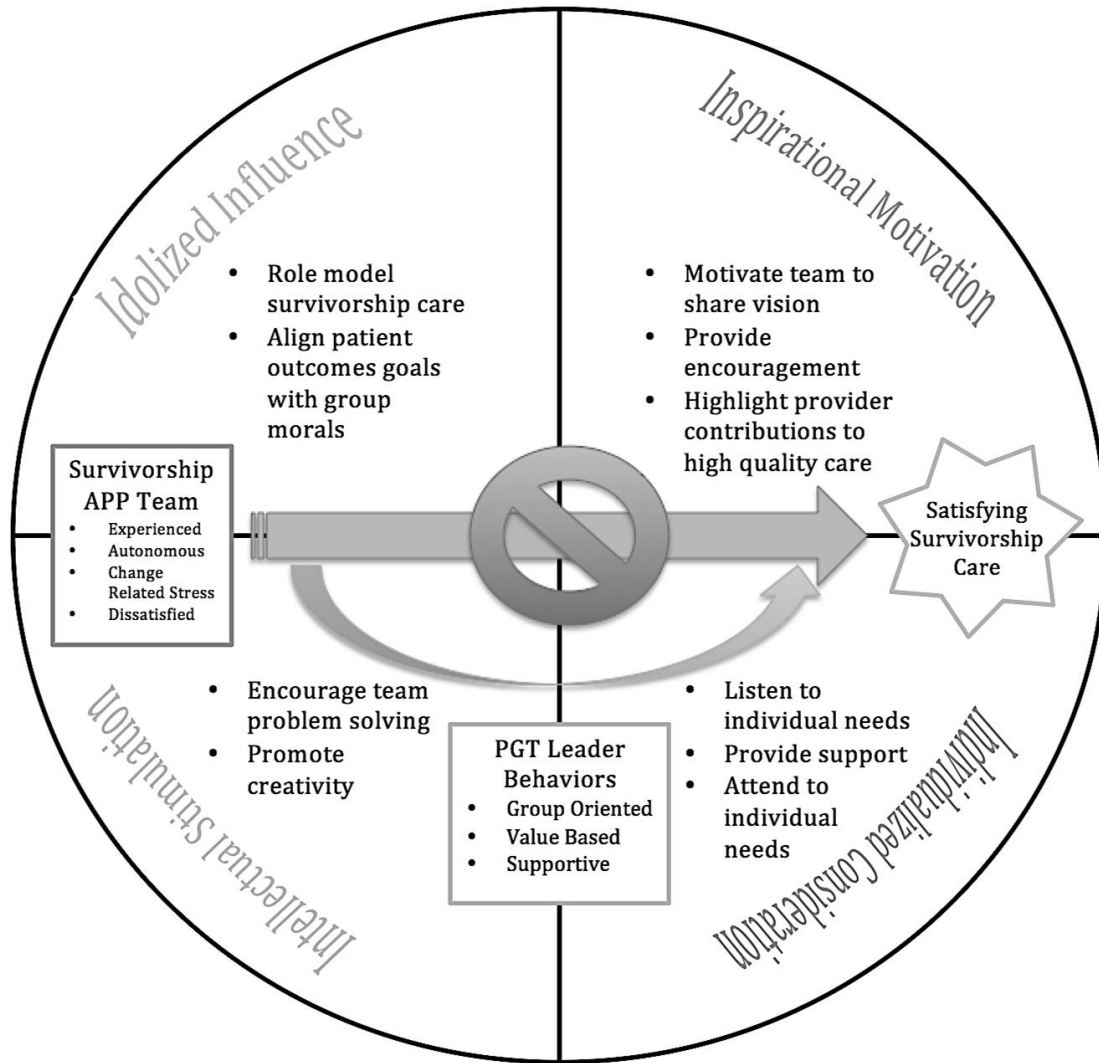 Idolized Influence
• Role model
survivorship care
• Align patient
outcomes goals
with group
morals
Inspirational Motivation
• Motivate team to
share vision
• Provide
encouragement
• Highlight provider
contributions to
high quality care
Survivorship
APP Team
• Experienced
• Autonomous
• Change
Related Stress
• Dissatisfied
Satisfying
Survivorship
Care
Intellectual Stimulation
• Encourage team
problem solving
• Promote
creativity
PGT Leader
Behaviors
• Group Oriented
• Value Based
• Supportive
• Listen to
individual needs
• Provide support
• Attend to
individual
needs
Individualized Consideration